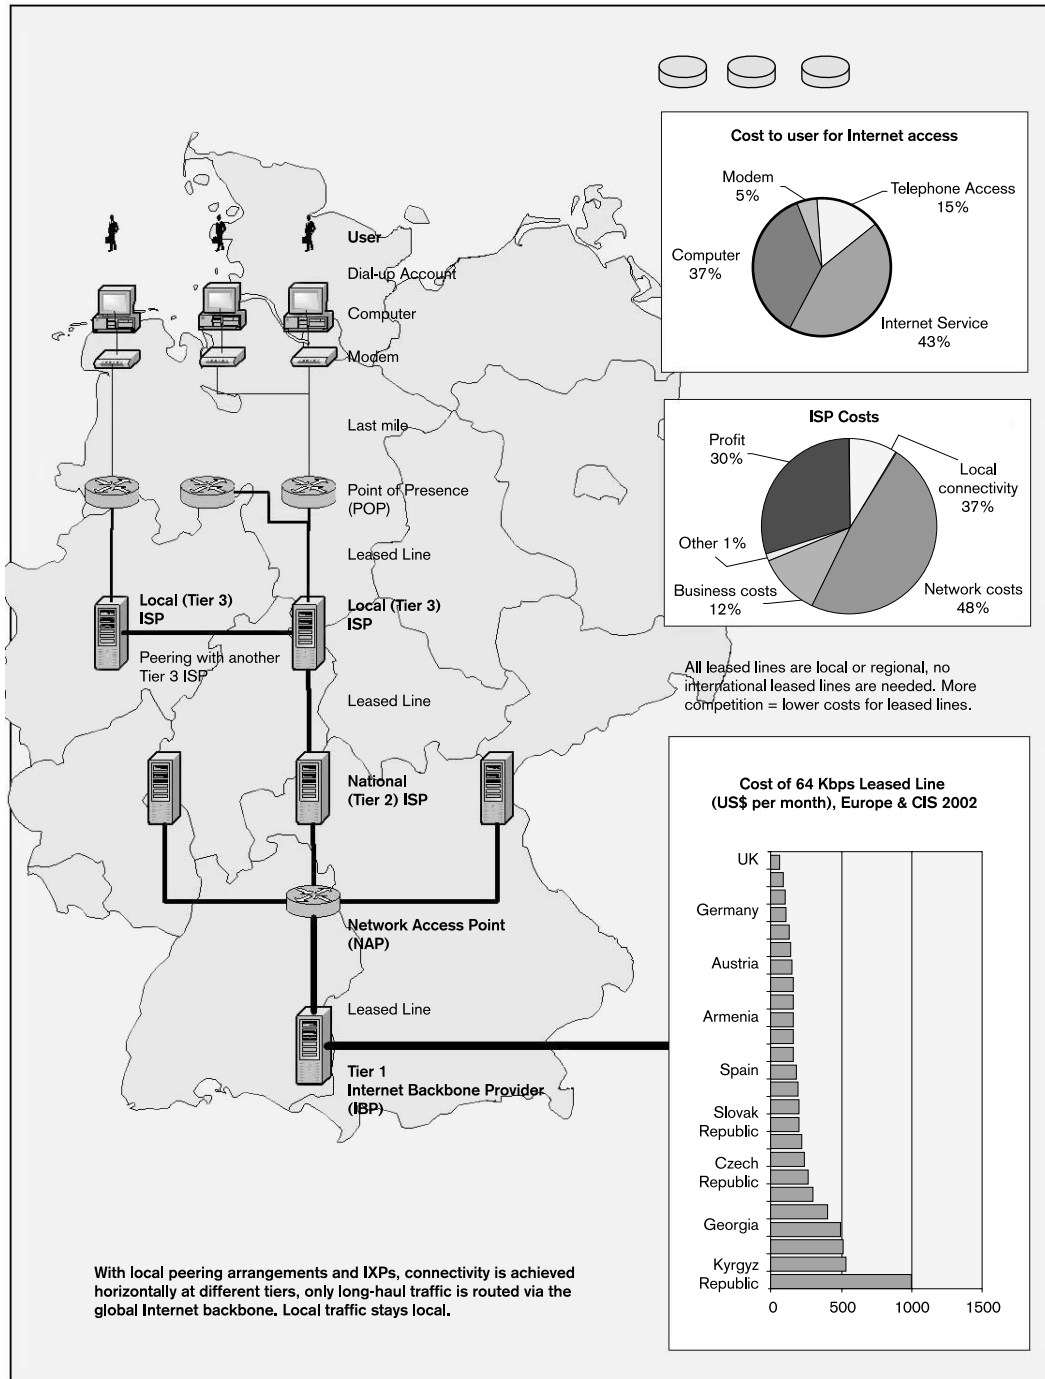 Cost to user for Internet access
Modem
5%
Telephone Access
15%
Computer
37%
Internet Service
43%
User
Dial-up Account
Computer
Modem
Last mile
Point of Presence
(POP)
Leased Line
Local (Tier 3)
ISP
Local (Tier 3)
ISP
Peering with another
Tier 3 ISP
Leased Line
National
(Tier 2) ISP
Network Access Point
(NAP)
Leased Line
Tier 1
Internet Backbone Provider
(IBP)
ISP Costs
Profit
30%
Local
connectivity
37%
Other 1%
Business costs
12%
Network costs
48%
All leased lines are local or regional, no
international leased lines are needed. More
competition = lower costs for leased lines.
Cost of 64 Kbps Leased Line
(US$ per month), Europe & CIS 2002
UK
Germany
Austria
Armenia
Spain
Slovak
Republic
Czech
Republic
Georgia
Kyrgyz
Republic
0 500 1000 1500
With local peering arrangements and IXPs, connectivity is achieved
horizontally at different tiers, only long-haul traffic is routed via the
global Internet backbone. Local traffic stays local.